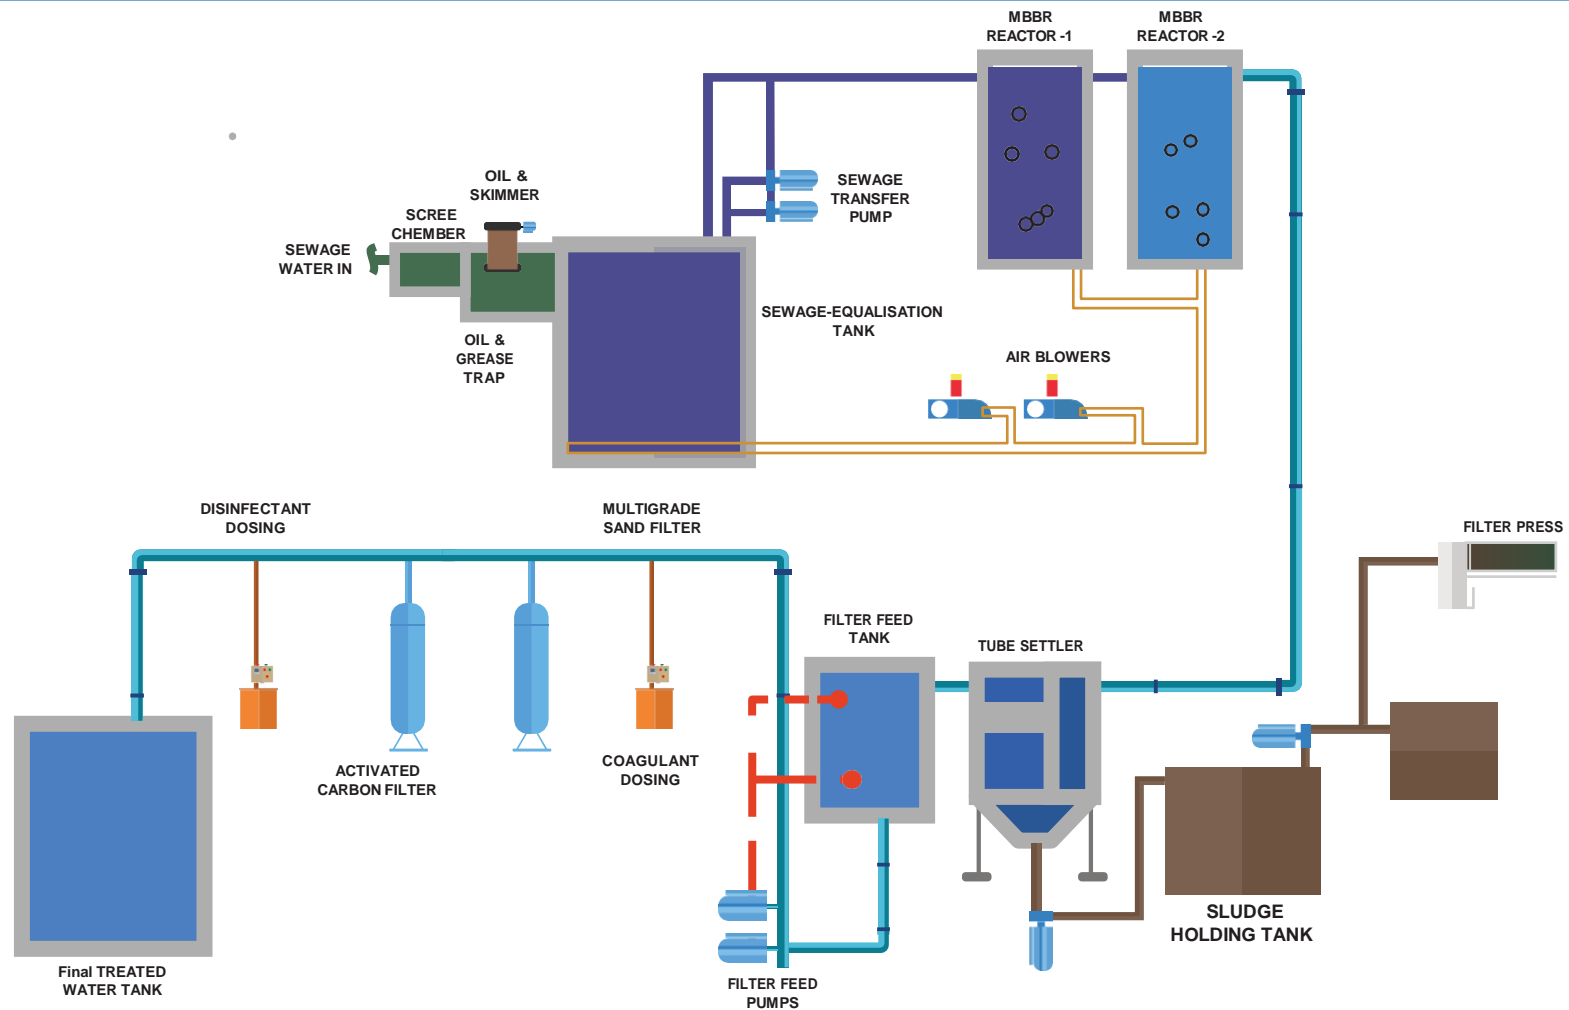 MBBR
REACTOR -1
MBBR
REACTOR -2
OIL &
SKIMMER
SEWAGE
TRANSFER
PUMP
SCREE
CHEMBER
SEWAGE
WATER IN
SEWAGE-EQUALISATION
TANK
OIL &
GREASE
TRAP
AIR BLOWERS
DISINFECTANT
DOSING
MULTIGRADE
SAND FILTER
FILTER PRESS
FILTER FEED
TANK
TUBE SETTLER
ACTIVATED
CARBON FILTER
COAGULANT
DOSING
SLUDGE
HOLDING TANK
Final TREATED
WATER TANK
FILTER FEED
PUMPS